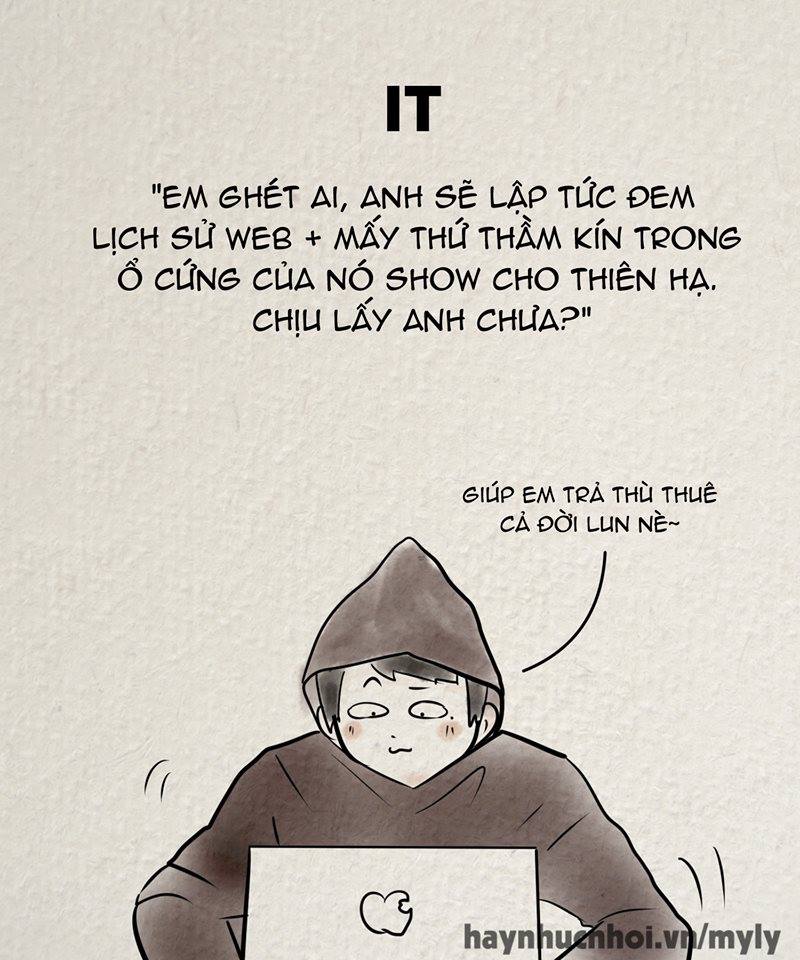 IT
"EM GHÉT AI, ANH SẼ LẬP TỨC ĐEM
LỊCH SỬ WEB + MẤY THỨ THẦM KÍN TRONG
Ổ CỨNG CỦA NÓ SHOW CHO THIÊN HẠ.
CHỊU LẤY ANH CHƯA?"
GIÚP EM TRẢ THÙ THUÊ
CẢ ĐỜI LUN NÈ~
haynhucnhoi.vn/myly